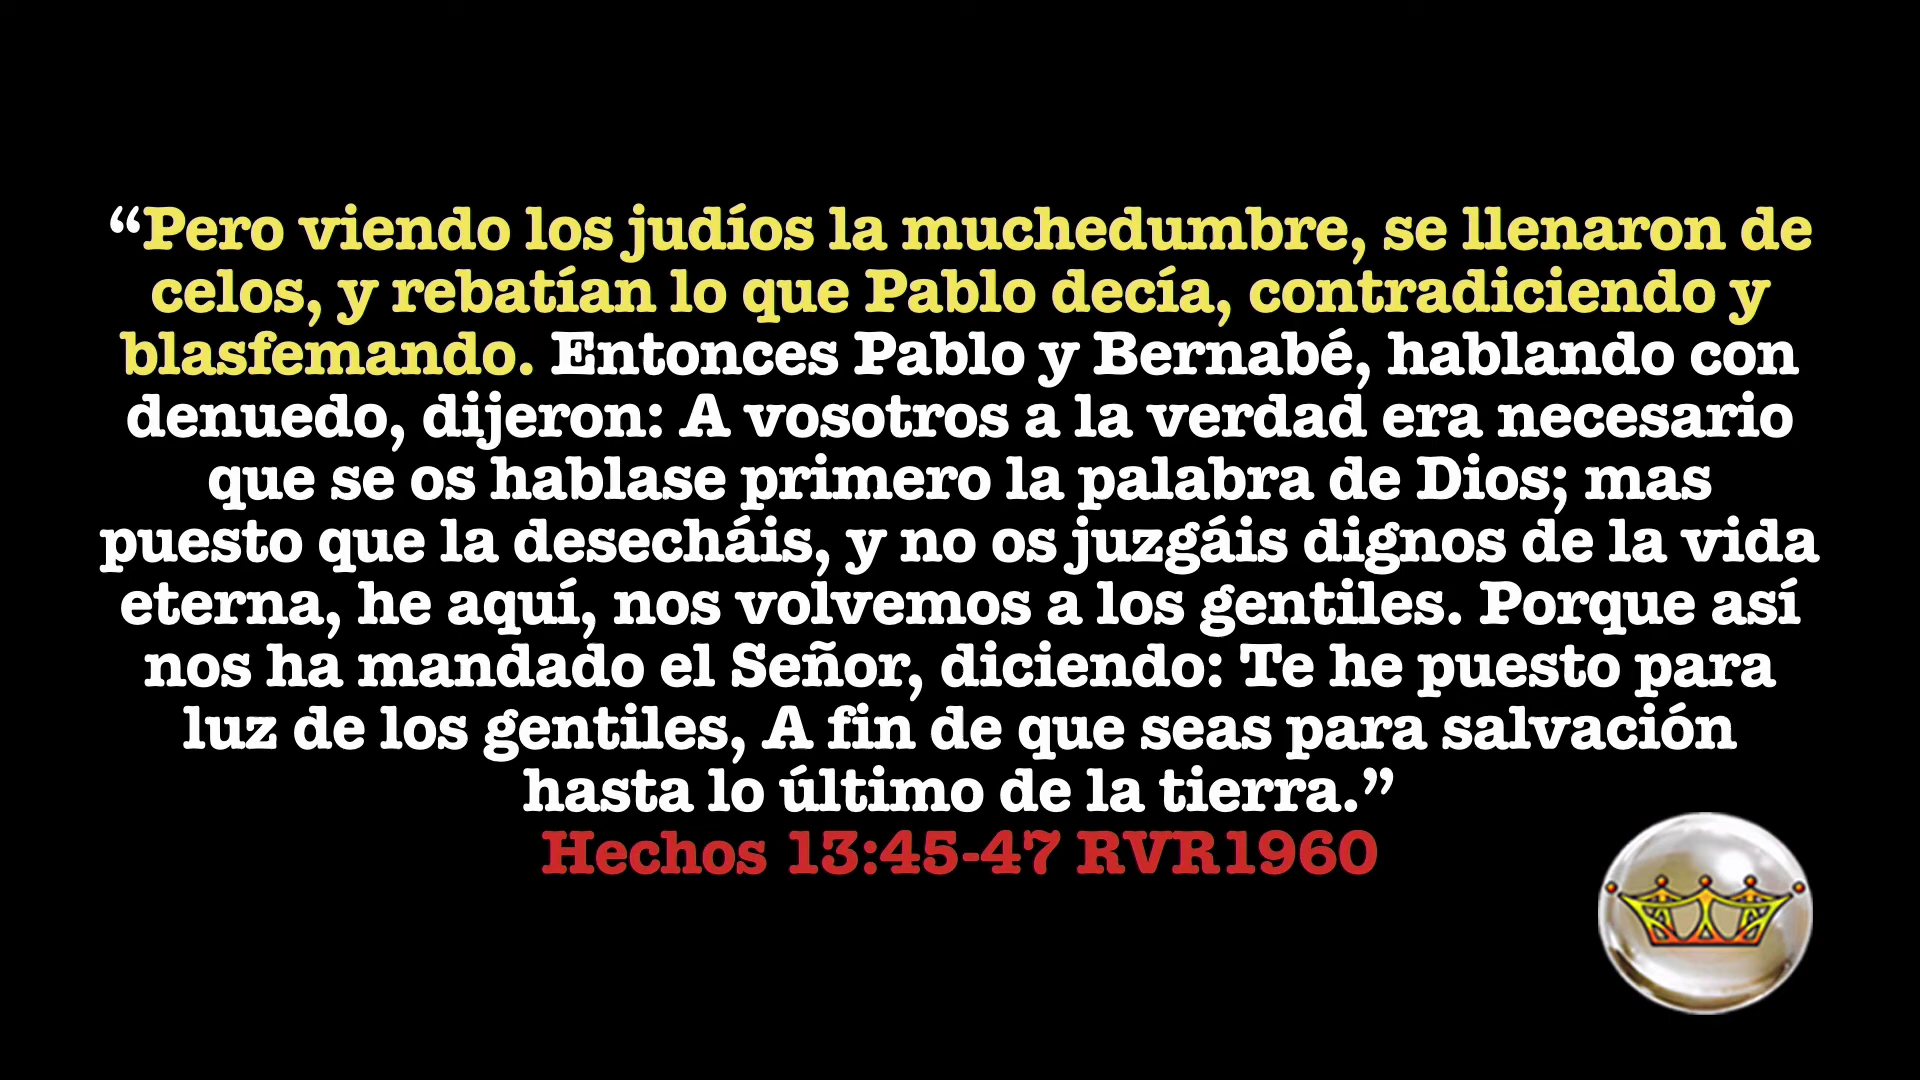 “Pero viendo los judíos la muchedumbre, se llenaron de
celos, y rebatían lo que Pablo decía, contradiciendo y
blasfemando. Entonces Pablo y Bernabé, hablando con
denuedo, dijeron: A vosotros a la verdad era necesario
que se os hablase primero la palabra de Dios; mas
puesto que la desecháis, y no os juzgáis dignos de la vida
eterna, he aquí, nos volvemos a los gentiles. Porque así
nos ha mandado el Señor, diciendo: Te he puesto para
luz de los gentiles, A fin de que seas para salvación
hasta lo último de la tierra.”
Hechos 13:45-47 RVR1960